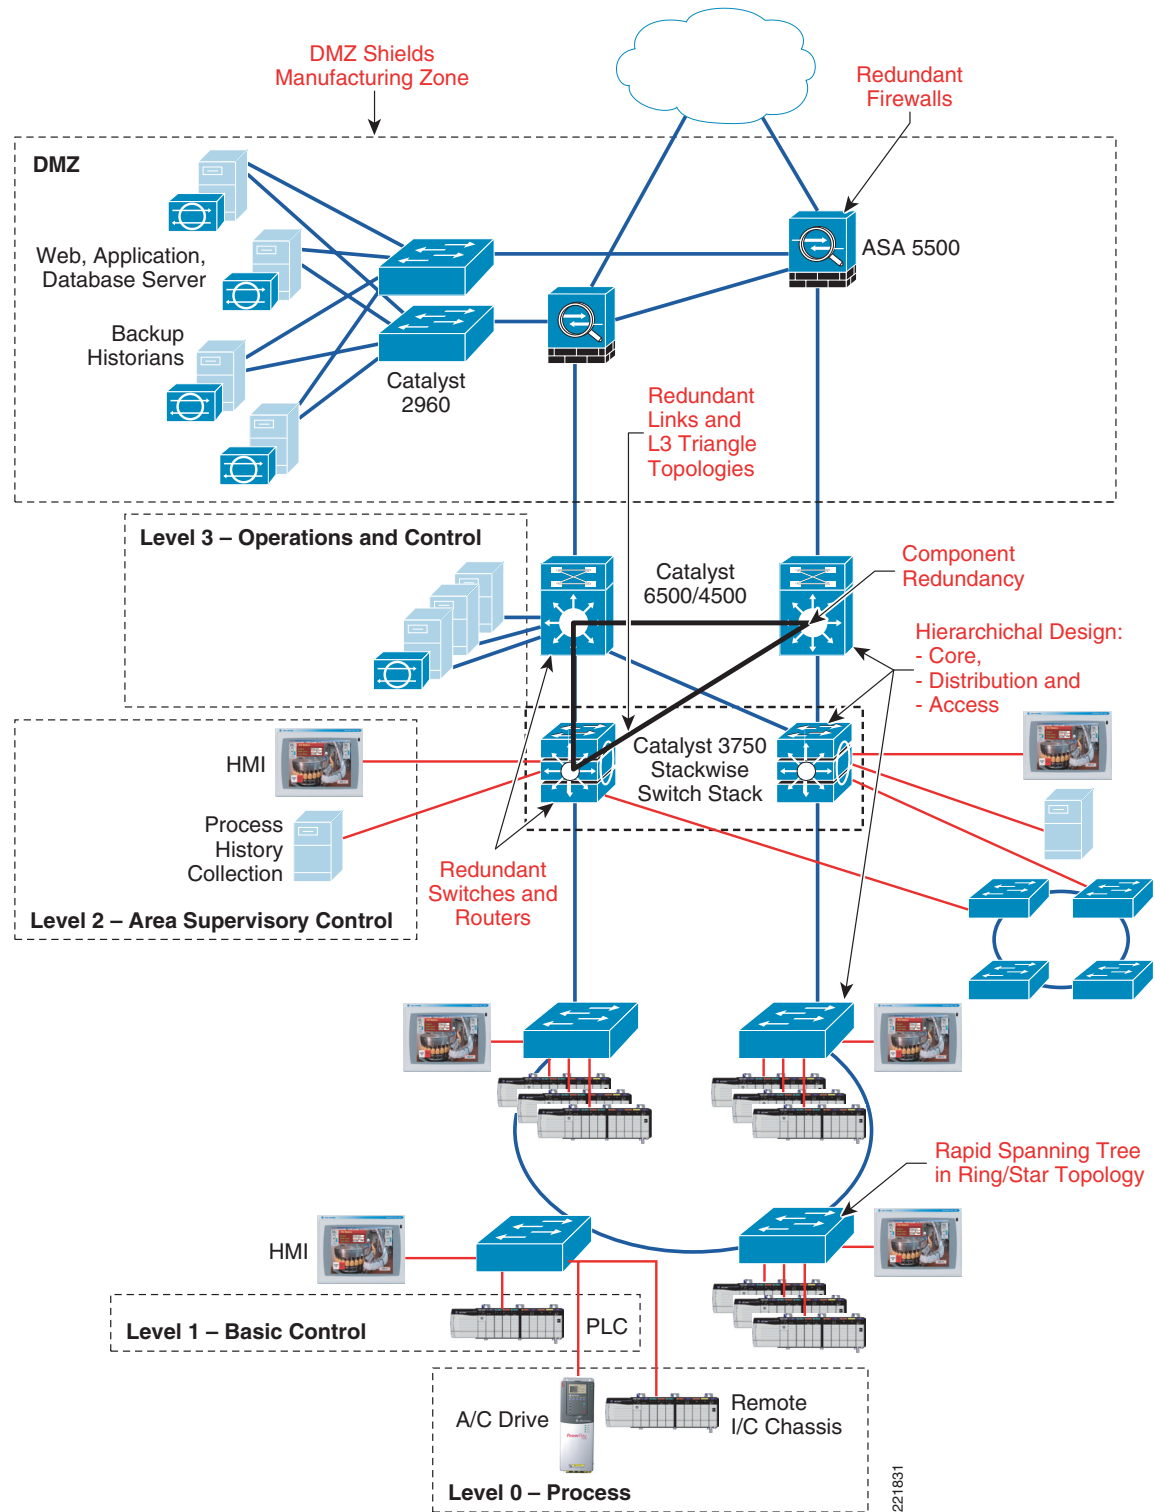 DMZ Shields
Manufacturing Zone
Redundant
Firewalls
DMZ
ASA 5500
Web, Application,
Database Server
Backup
Historians
Catalyst
2960
Redundant
Links and
L3 Triangle
Topologies
Level 3 – Operations and Control
Catalyst
6500/4500
Component
Redundancy
Hierarchichal Design:
- Core,
- Distribution and
- Access
HMI
Catalyst 3750
Stackwise
Switch Stack
Process
History
Collection
Redundant
Switches and
Routers
Level 2 – Area Supervisory Control
Rapid Spanning Tree
in Ring/Star Topology
HMI
PLC
Level 1 – Basic Control
A/C Drive
Remote
I/C Chassis
Level 0 – Process
221831